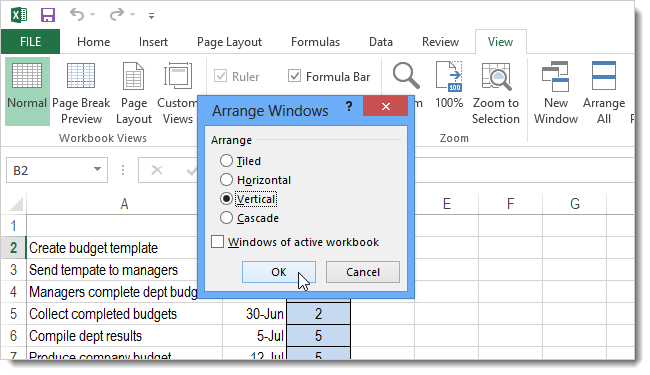 FILE Home Insert Page Layout Formulas Data Review View
Normal Page Break Preview Page Layout Custom Views
Ruler Formula Bar
100% Zoom to Selection
New Window Arrange All
Workbook Views Zoom
Arrange Windows ?
Arrange
Tiled
Horizontal
Vertical
Cascade
Windows of active workbook
OK Cancel
B2
A E F G
1
2 Create budget template
3 Send tempate to managers
4 Managers complete dept budg
5 Collect completed budgets 30-Jun 2
6 Compile dept results 5-Jul 5
7 Produce company budget 12-Jul 5